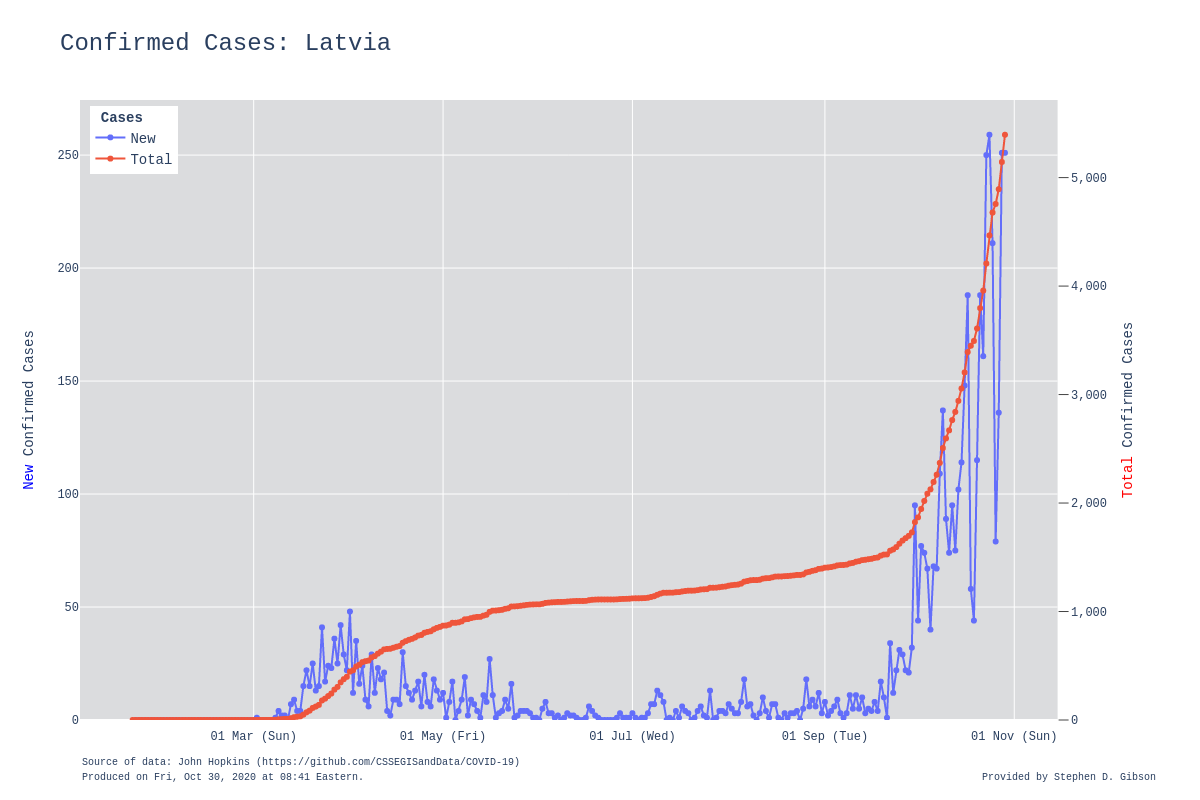 Confirmed Cases: Latvia
Cases
New
Total
250
200
150
100
50
0
New Confirmed Cases
5,000
4,000
3,000
2,000
1,000
0
Total Confirmed Cases
01 Mar (Sun)
01 May (Fri)
01 Jul (Wed)
01 Sep (Tue)
01 Nov (Sun)
Source of data: John Hopkins (https://github.com/CSSEGISandData/COVID-19)
Produced on Fri, Oct 30, 2020 at 08:41 Eastern.
Provided by Stephen D. Gibson